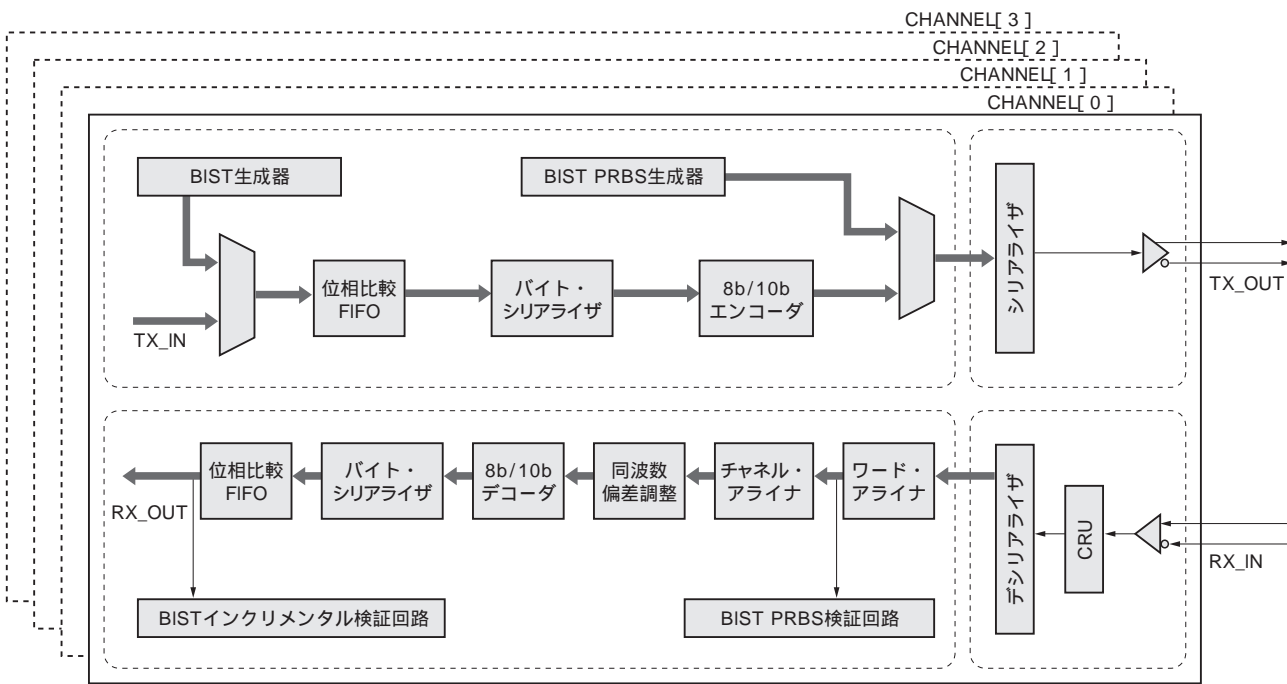 CHANNEL[ 3 ]
CHANNEL[ 2 ]
CHANNEL[ 1 ]
CHANNEL[ 0 ]
BIST生成器
BIST PRBS生成器
位相比較
FIFO
バイト・
シリアライザ
8b/10b
エンコーダ
シリアライザ
TX_IN
TX_OUT
位相比較
FIFO
バイト・
シリアライザ
8b/10b
デコーダ
同波数
偏差調整
チャネル・
アライナ
ワード・
アライナ
デシリアライザ
CRU
RX_OUT
RX_IN
BISTインクリメンタル検証回路
BIST PRBS検証回路